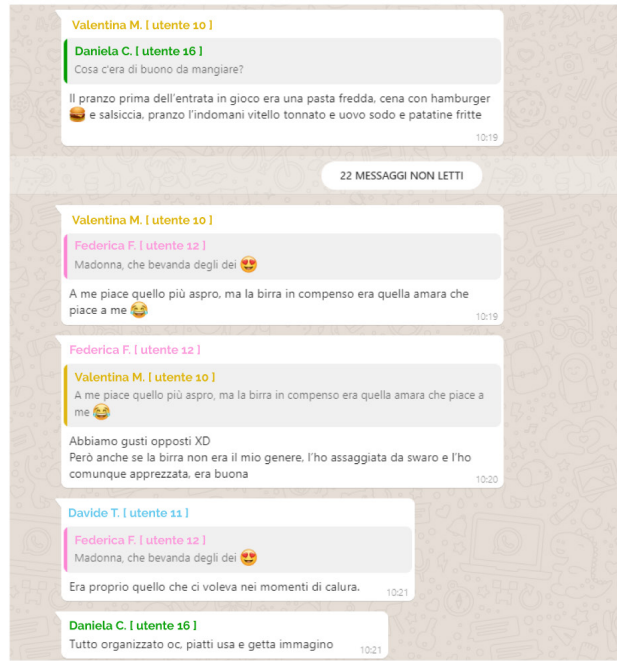 Valentina M. [ utente 10 ]
Daniela C. [ utente 16 ]
Cosa c'era di buono da mangiare?
Il pranzo prima dell'entrata in gioco era una pasta fredda, cena con hamburger
🍔 e salsiccia, pranzo l'indomani vitello tonnato e uovo sodo e patatine fritte
10:19
22 MESSAGGI NON LETTI
Valentina M. [ utente 10 ]
Federica F. [ utente 12 ]
Madonna, che bevanda degli dei 😍
A me piace quello più aspro, ma la birra in compenso era quella amara che
piace a me 😂
10:19
Federica F. [ utente 12 ]
Valentina M. [ utente 10 ]
A me piace quello più aspro, ma la birra in compenso era quella amara che piace a
me 😂
Abbiamo gusti opposti XD
Però anche se la birra non era il mio genere, l'ho assaggiata da swaro e l'ho
comunque apprezzata, era buona
10:20
Davide T. [ utente 11 ]
Federica F. [ utente 12 ]
Madonna, che bevanda degli dei 😍
Era proprio quello che ci voleva nei momenti di calura.
10:21
Daniela C. [ utente 16 ]
Tutto organizzato oc, piatti usa e getta immagino
10:21